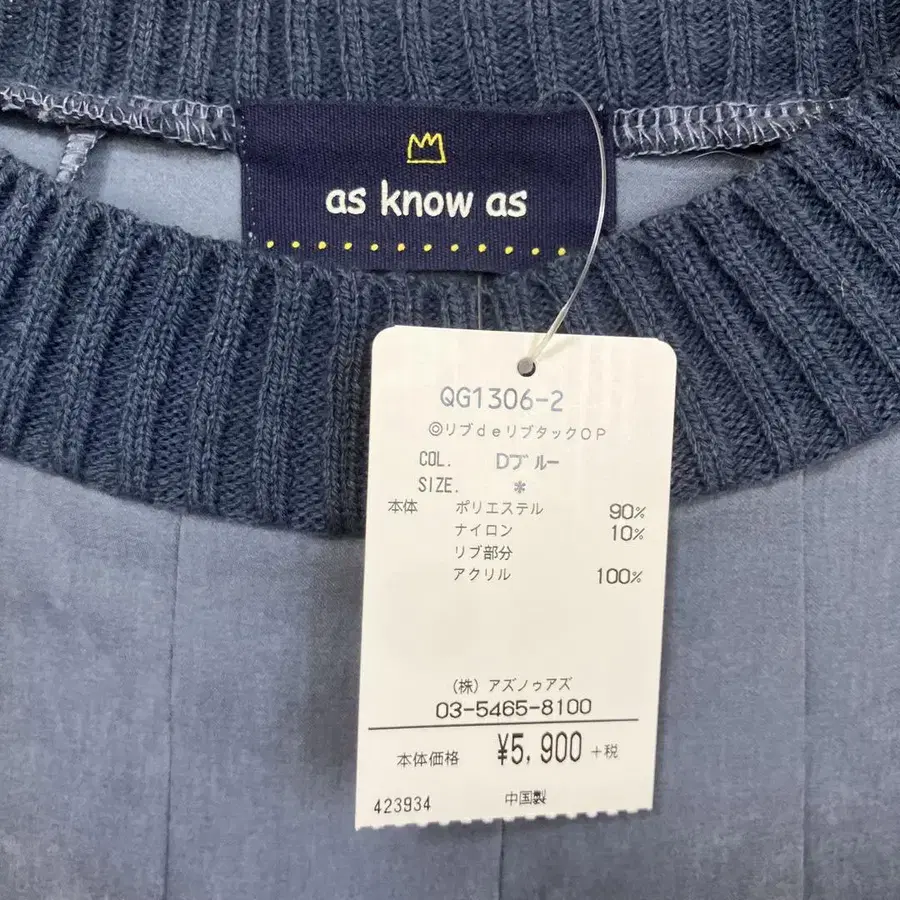 as know as
QG1306-2
◎リブdeリブタックOP
COL. Dブルー
SIZE. *
本体 ポリエステル 90%
ナイロン 10%
リブ部分
アクリル 100%
(株) アズノゥアズ
03-5465-8100
本体価格 ¥5,900 +税
423934 中国製